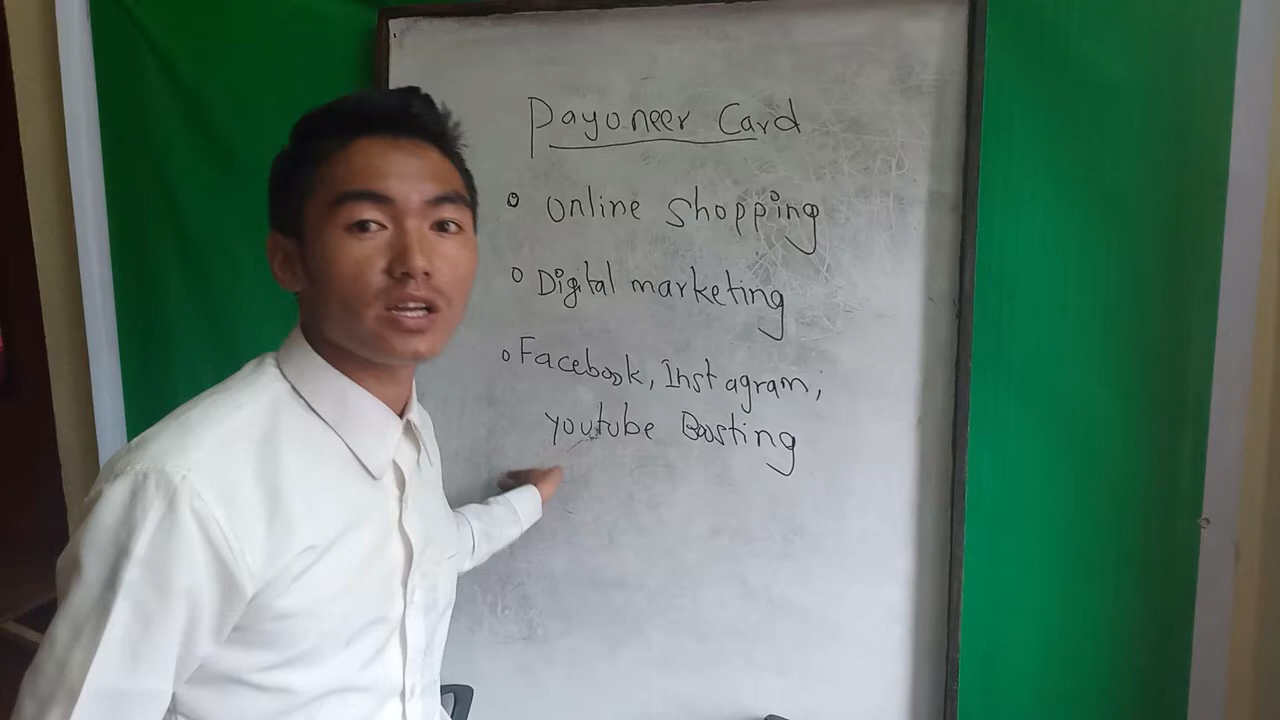 Payoneer Card
Online Shopping
Digital marketing
Facebook, Instagram,
youtube Boosting